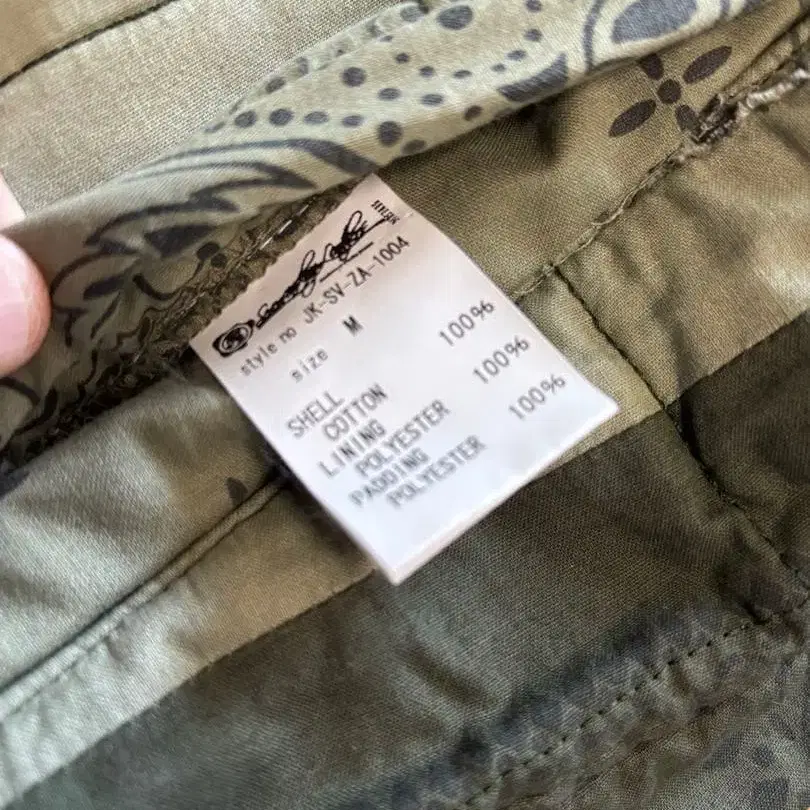 style no JK-SV-ZA-1004
size M
SHELL
COTTON 100%
LINING
POLYESTER 100%
PADDING
POLYESTER 100%